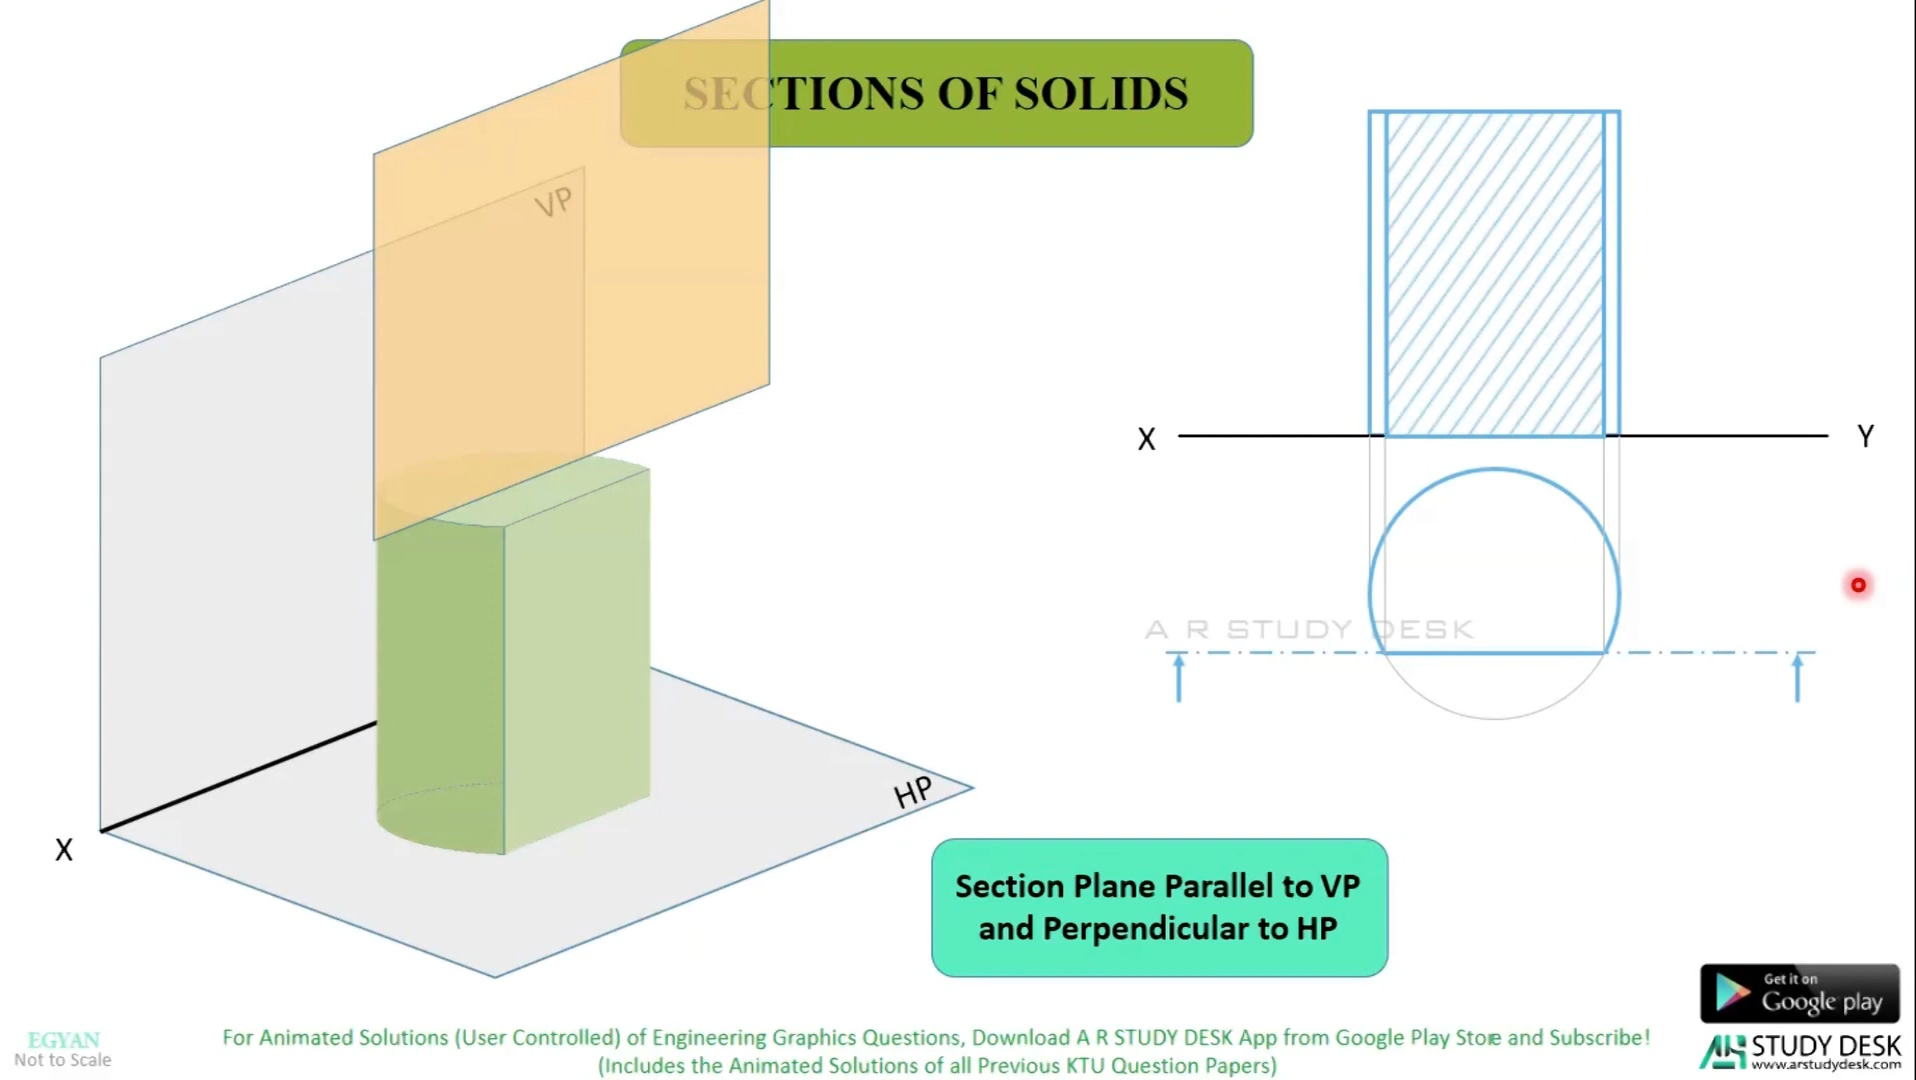 SECTIONS OF SOLIDS
VP
X
Y
A R STUDY DESK
HP
X
Section Plane Parallel to VP
and Perpendicular to HP
Get it on
Google play
EGYAN
Not to Scale
For Animated Solutions (User Controlled) of Engineering Graphics Questions, Download A R STUDY DESK App from Google Play Store and Subscribe!
(Includes the Animated Solutions of all Previous KTU Question Papers)
AR STUDY DESK
www.arstudydesk.com